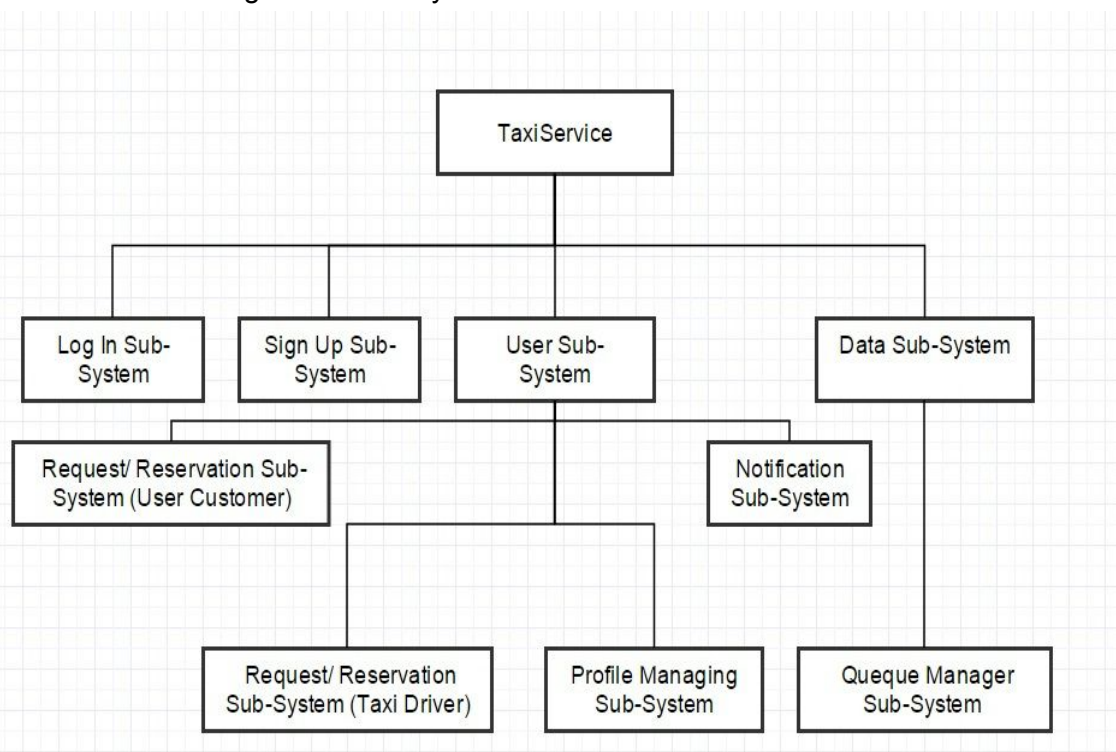 TaxiService
Log In Sub-
System
Sign Up Sub-
System
User Sub-
System
Data Sub-System
Request/ Reservation Sub-
System (User Customer)
Notification
Sub-System
Request/ Reservation
Sub-System (Taxi Driver)
Profile Managing
Sub-System
Queque Manager
Sub-System